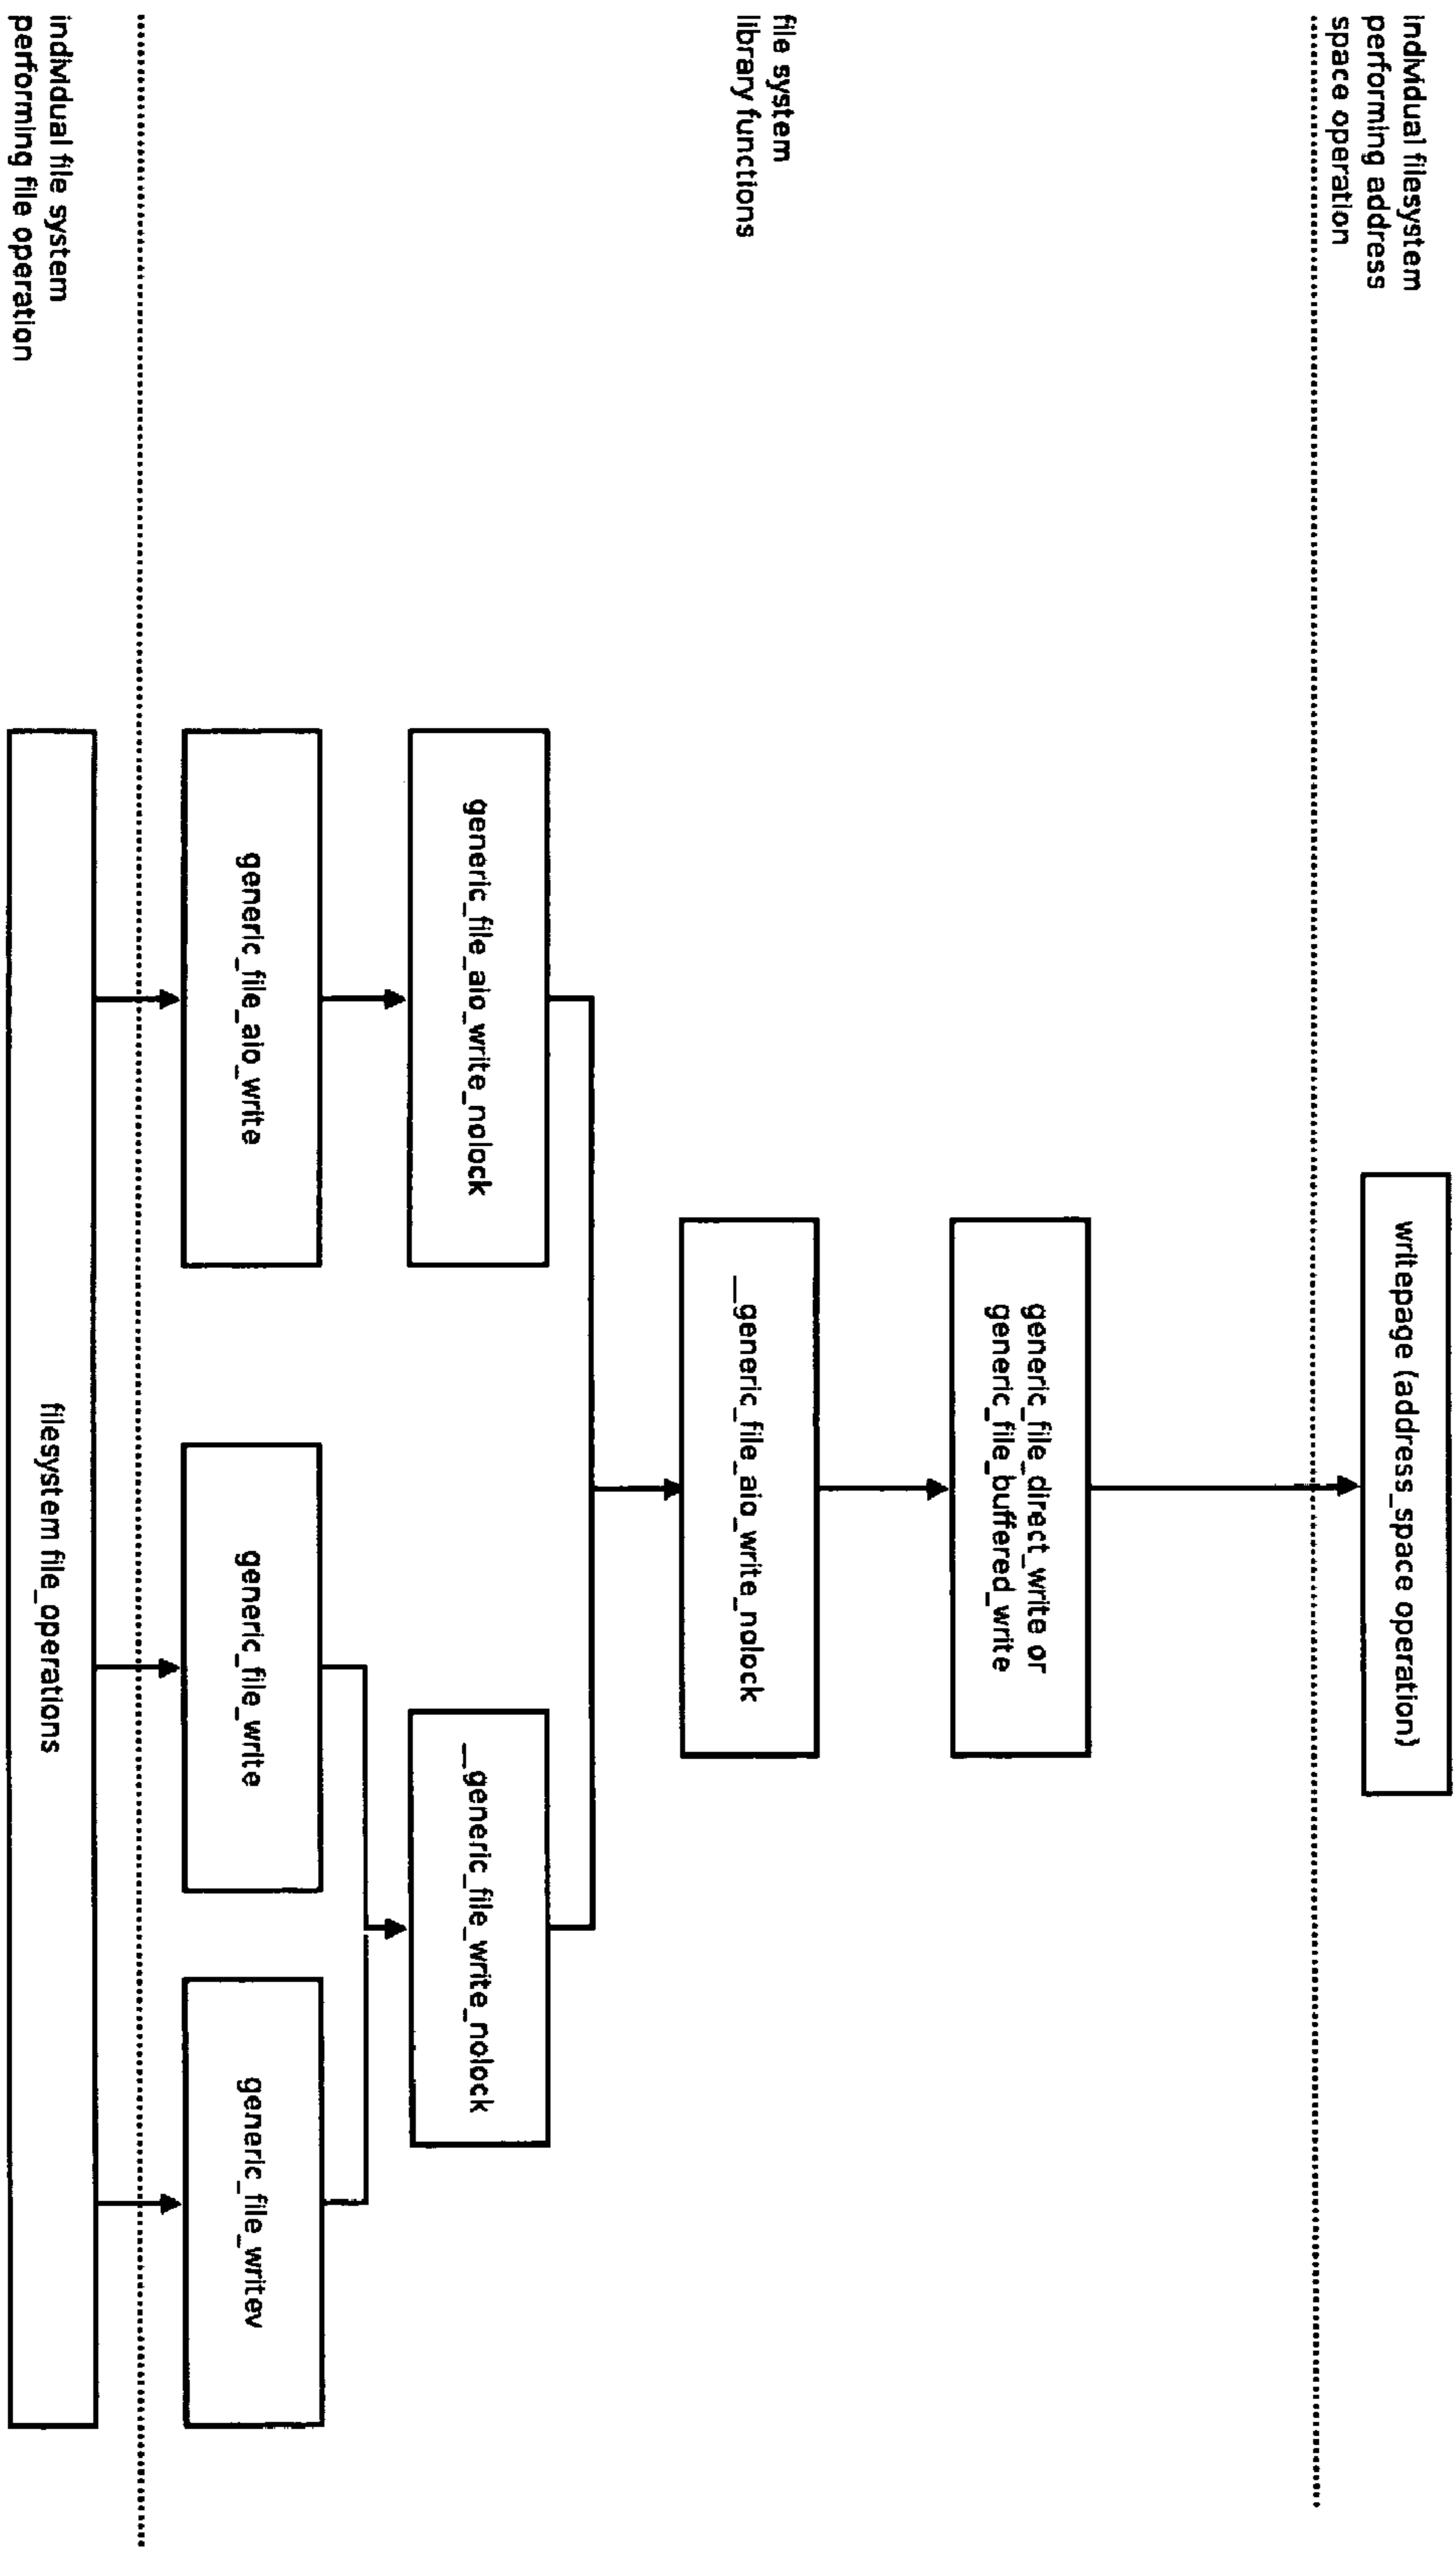 individual filesystem
performing address
space operation
writepage (address_space operation)
generic_file_direct_write or
generic_file_buffered_write
file system
library functions
__generic_file_aio_write_nolock
generic_file_aio_write_nolock
__generic_file_write_nolock
generic_file_aio_write
generic_file_write
generic_file_writev
individual file system
performing file operation
filesystem file_operations